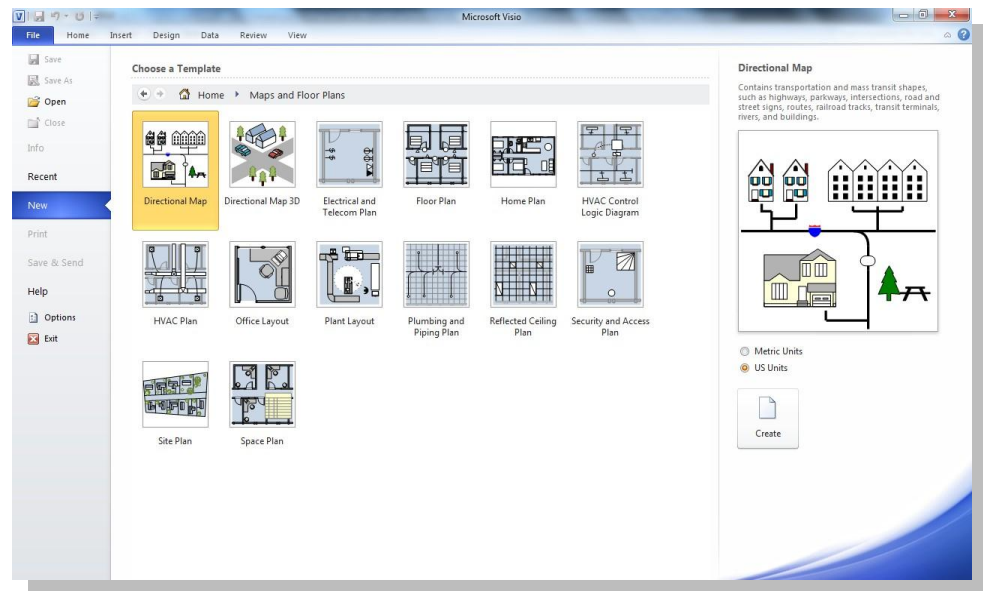 Microsoft Visio
File Home Insert Design Data Review View
Save
Save As
Open
Close
Info
Recent
New
Print
Save & Send
Help
Options
Exit
Choose a Template
Home Maps and Floor Plans
Directional Map
Directional Map 3D
Electrical and
Telecom Plan
Floor Plan
Home Plan
HVAC Control
Logic Diagram
HVAC Plan
Office Layout
Plant Layout
Plumbing and
Piping Plan
Reflected Ceiling
Plan
Security and Access
Plan
Site Plan
Space Plan
Directional Map
Contains transportation and mass transit shapes,
such as highways, parkways, intersections, road and
street signs, routes, railroad tracks, transit terminals,
rivers, and buildings.
Metric Units
US Units
Create